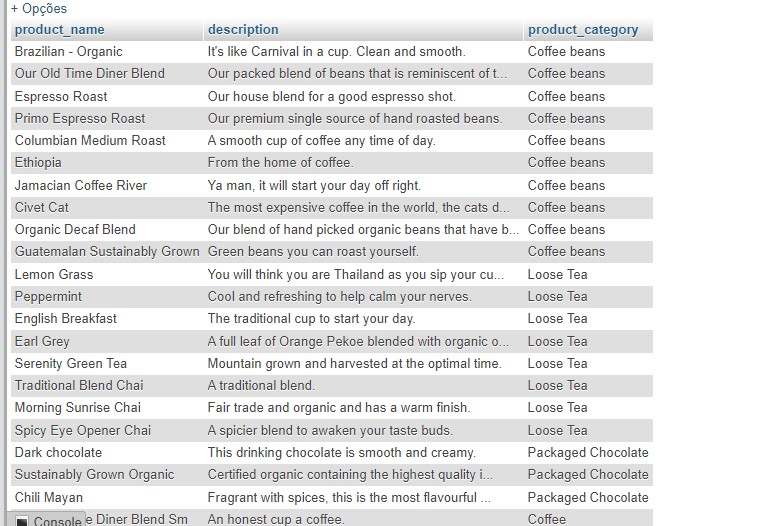 + Opções
product_name description product_category
Brazilian - Organic It's like Carnival in a cup. Clean and smooth. Coffee beans
Our Old Time Diner Blend Our packed blend of beans that is reminiscent of t... Coffee beans
Espresso Roast Our house blend for a good espresso shot. Coffee beans
Primo Espresso Roast Our premium single source of hand roasted beans. Coffee beans
Columbian Medium Roast A smooth cup of coffee any time of day. Coffee beans
Ethiopia From the home of coffee. Coffee beans
Jamacian Coffee River Ya man, it will start your day off right. Coffee beans
Civet Cat The most expensive coffee in the world, the cats d... Coffee beans
Organic Decaf Blend Our blend of hand picked organic beans that have b... Coffee beans
Guatemalan Sustainably Grown Green beans you can roast yourself. Coffee beans
Lemon Grass You will think you are Thailand as you sip your cu... Loose Tea
Peppermint Cool and refreshing to help calm your nerves. Loose Tea
English Breakfast The traditional cup to start your day. Loose Tea
Earl Grey A full leaf of Orange Pekoe blended with organic o... Loose Tea
Serenity Green Tea Mountain grown and harvested at the optimal time. Loose Tea
Traditional Blend Chai A traditional blend. Loose Tea
Morning Sunrise Chai Fair trade and organic and has a warm finish. Loose Tea
Spicy Eye Opener Chai A spicier blend to awaken your taste buds. Loose Tea
Dark chocolate This drinking chocolate is smooth and creamy. Packaged Chocolate
Sustainably Grown Organic Certified organic containing the highest quality i... Packaged Chocolate
Chili Mayan Fragrant with spices, this is the most flavourful ... Packaged Chocolate
Console e Diner Blend Sm An honest cup a coffee. Coffee